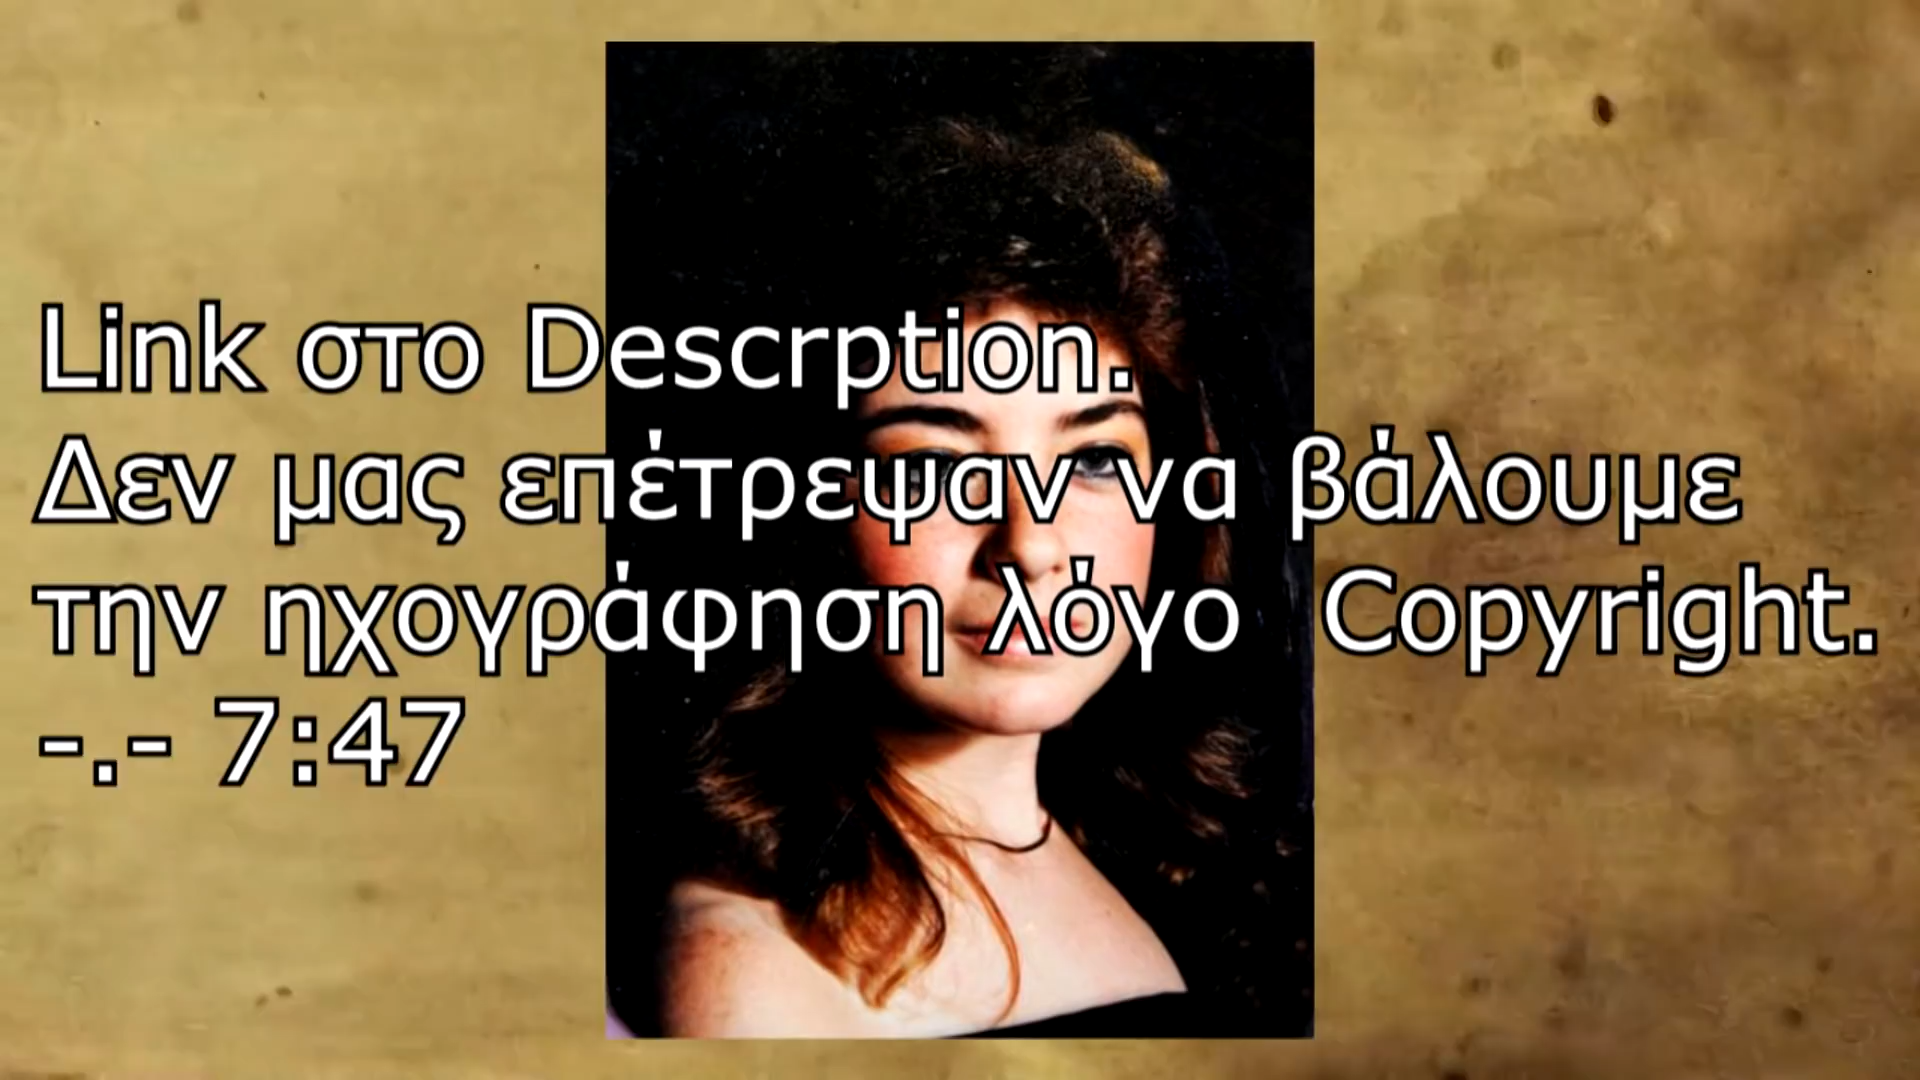 Link στο Descrption.
Δεν μας επέτρεψαν να βάλουμε
την ηχογράφηση λόγο  Copyright.
-.- 7:47